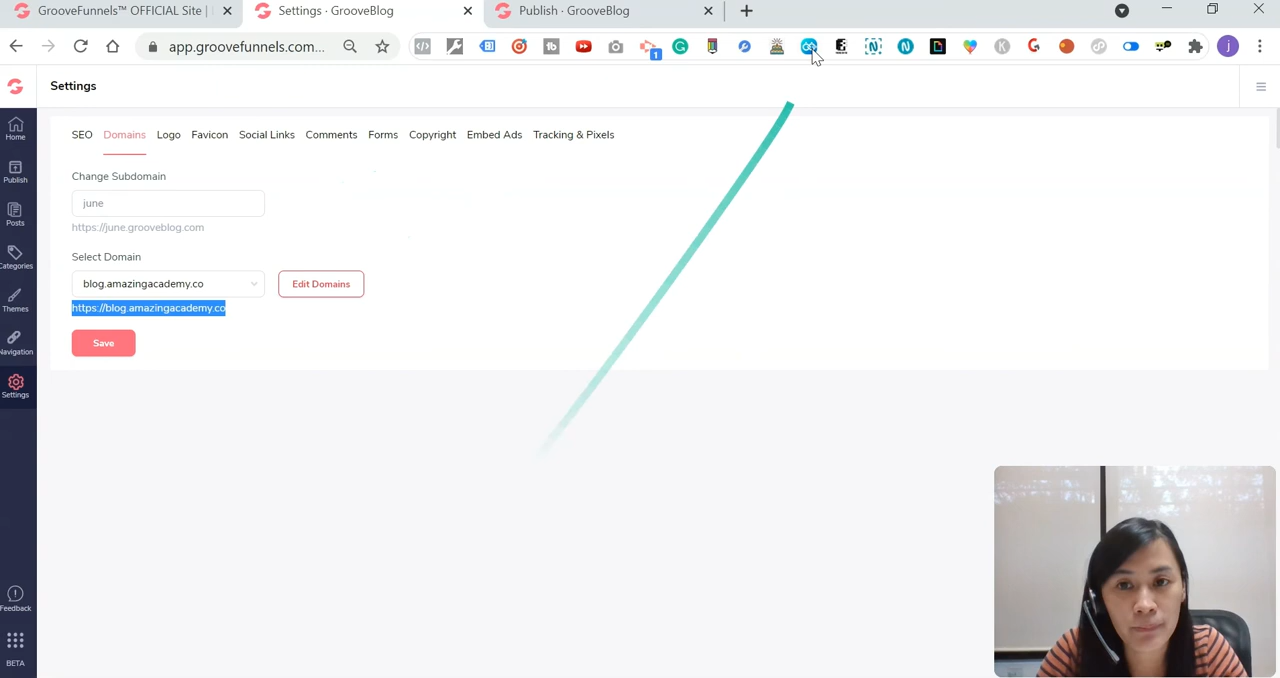 GrooveFunnels™ OFFICIAL Site |
Settings · GrooveBlog
Publish · GrooveBlog
app.groovefunnels.com...
1
j
Settings
Home
Publish
Posts
Categories
Themes
Navigation
Settings
Feedback
BETA
SEO Domains Logo Favicon Social Links Comments Forms Copyright Embed Ads Tracking & Pixels
Change Subdomain
june
https://june.grooveblog.com
Select Domain
blog.amazingacademy.co
Edit Domains
https://blog.amazingacademy.co
Save